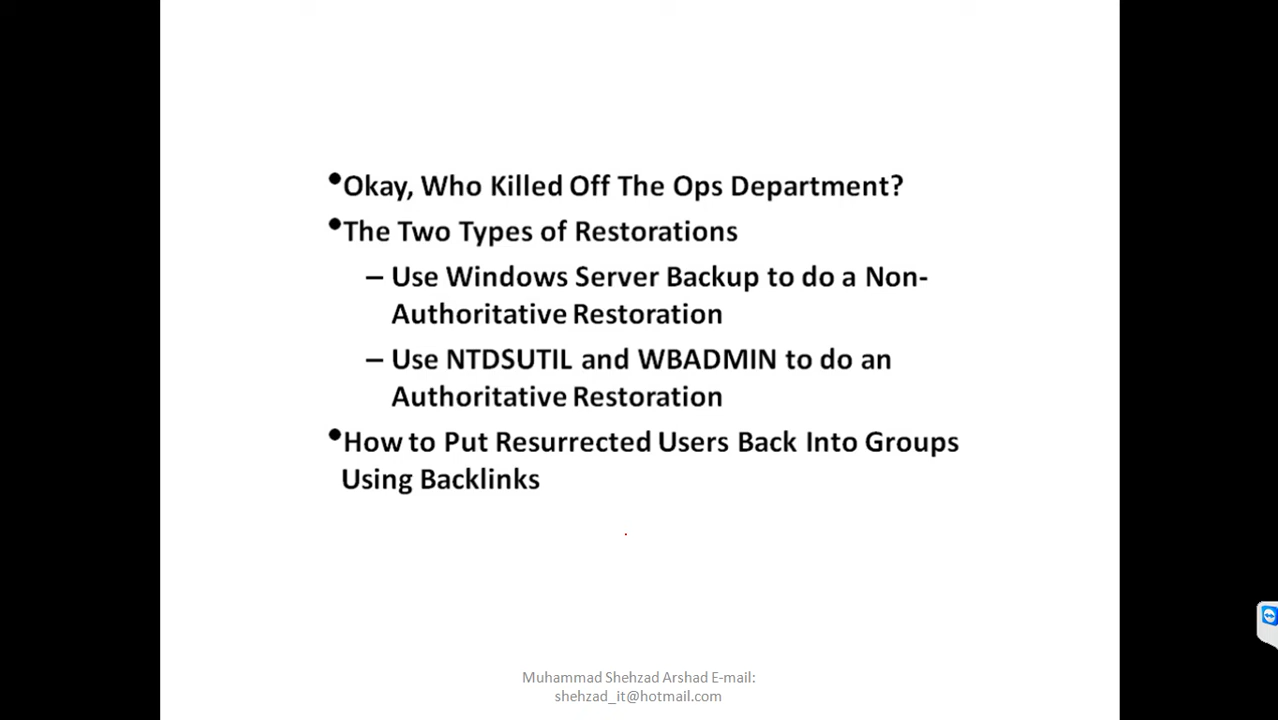 •Okay, Who Killed Off The Ops Department?
•The Two Types of Restorations
– Use Windows Server Backup to do a Non-
Authoritative Restoration
– Use NTDSUTIL and WBADMIN to do an
Authoritative Restoration
•How to Put Resurrected Users Back Into Groups
Using Backlinks
Muhammad Shehzad Arshad E-mail:
shehzad_it@hotmail.com